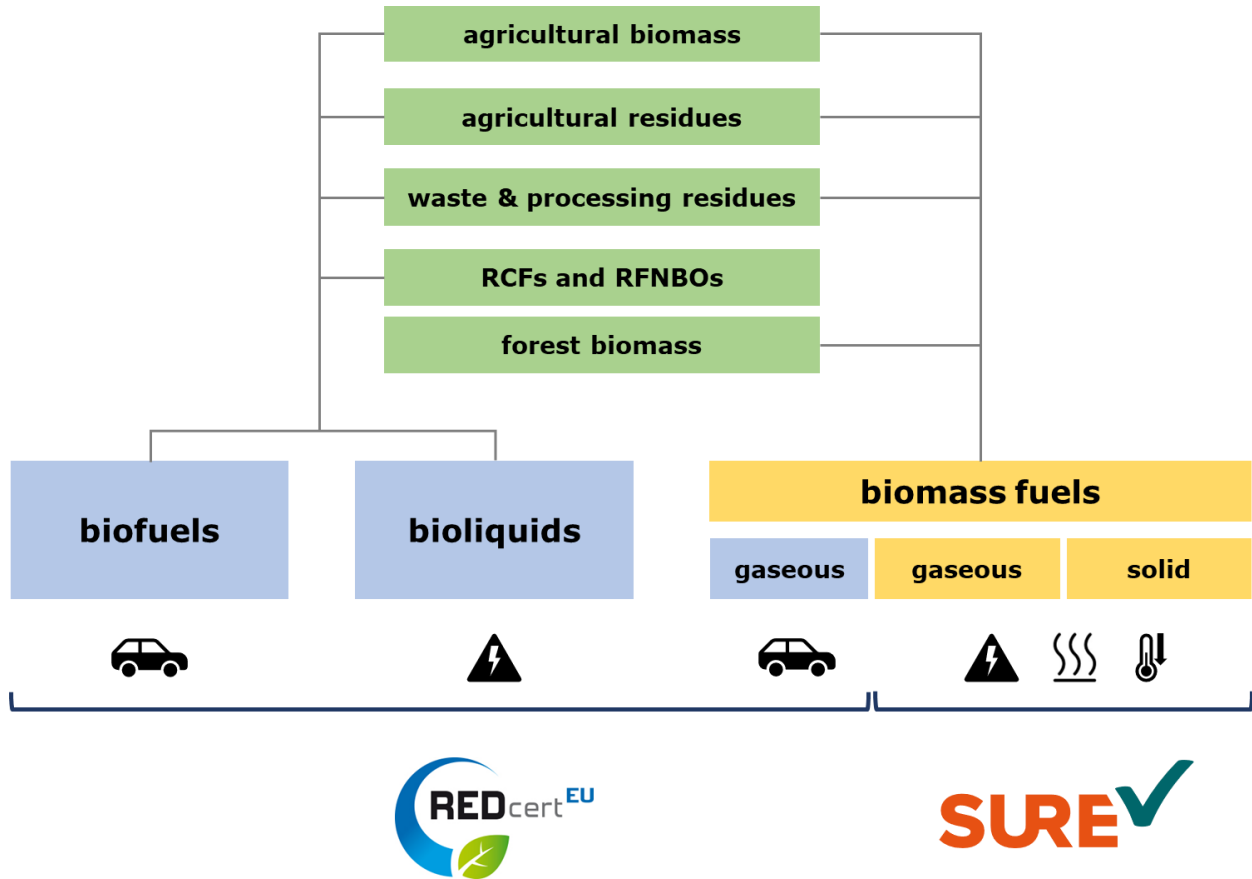 agricultural biomass
agricultural residues
waste & processing residues
RCFs and RFNBOs
forest biomass
biofuels
bioliquids
biomass fuels
gaseous
gaseous
solid
REDcert EU
SURE